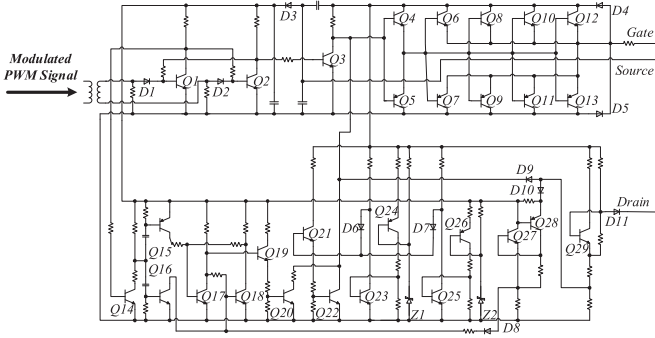 D3
Q4
Q6
Q8
Q10
Q12
D4
Gate
Modulated
PWM Signal
Q3
Source
D1
Q1
D2
Q2
Q5
Q7
Q9
Q11
Q13
D5
D9
D10
Drain
D11
Q15
Q19
Q21
D6
Q24
D7
Q26
Q27
Q28
Q29
Q16
Q14
Q17
Q18
Q20
Q22
Q23
Z1
Q25
Z2
D8